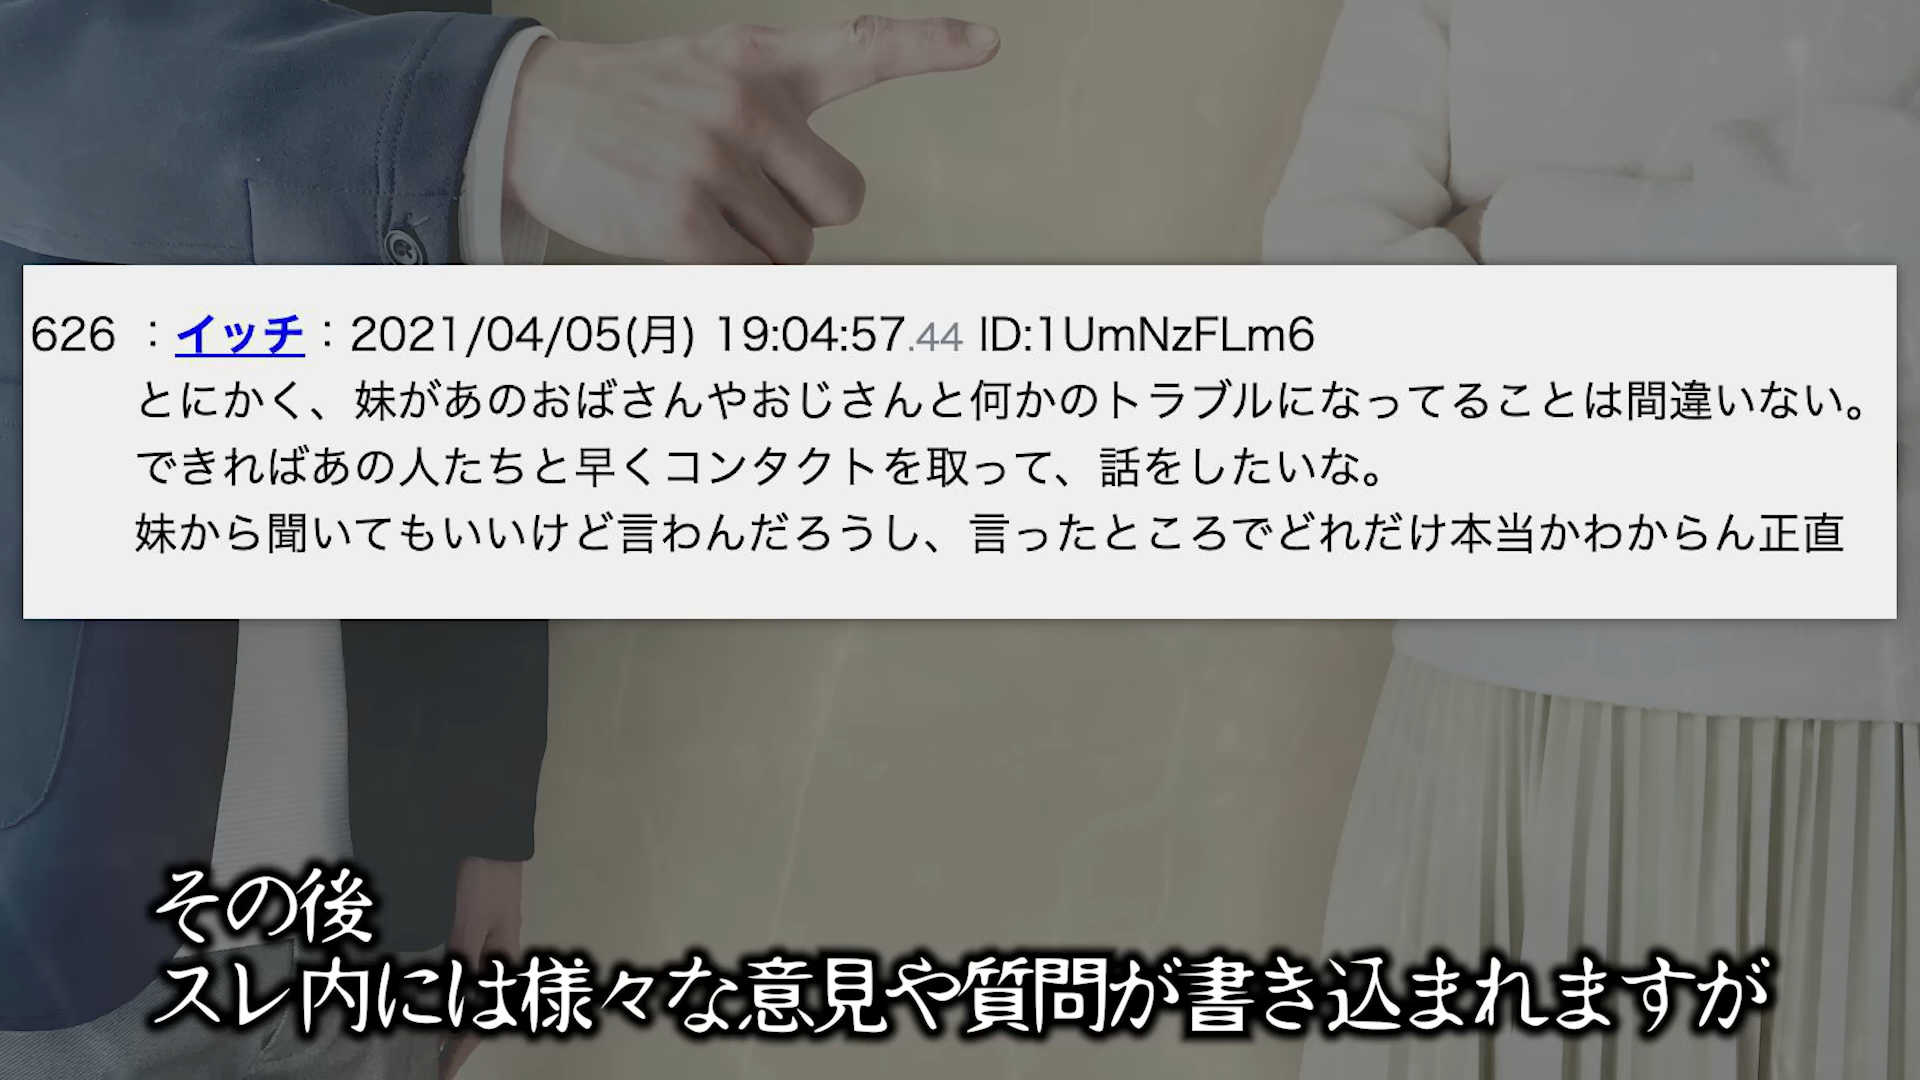 626 ：イッチ：2021/04/05(月) 19:04:57.44 ID:1UmNzFLm6
とにかく、妹があのおばさんやおじさんと何かのトラブルになってることは間違いない。
できればあの人たちと早くコンタクトを取って、話をしたいな。
妹から聞いてもいいけど言わんだろうし、言ったところでどれだけ本当かわからん正直
その後
スレ内には様々な意見や質問が書き込まれますが